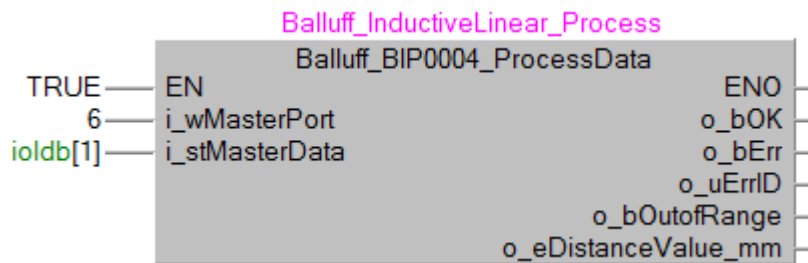 Balluff_InductiveLinear_Process
Balluff_BIP0004_ProcessData
TRUE EN ENO
6 i_wMasterPort o_bOK
ioldb[1] i_stMasterData o_bErr
o_uErrID
o_bOutofRange
o_eDistanceValue_mm